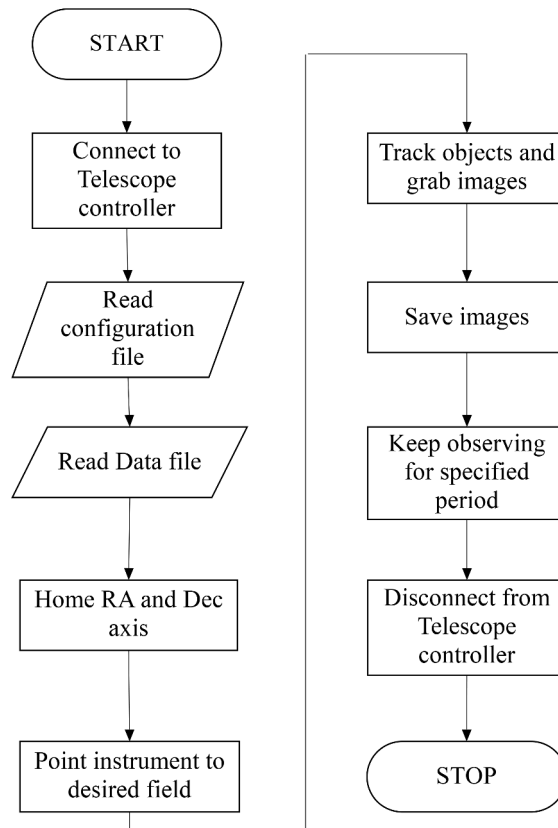 START
Connect to
Telescope
controller
Read
configuration
file
Read Data file
Home RA and Dec
axis
Point instrument to
desired field
Track objects and
grab images
Save images
Keep observing
for specified
period
Disconnect from
Telescope
controller
STOP